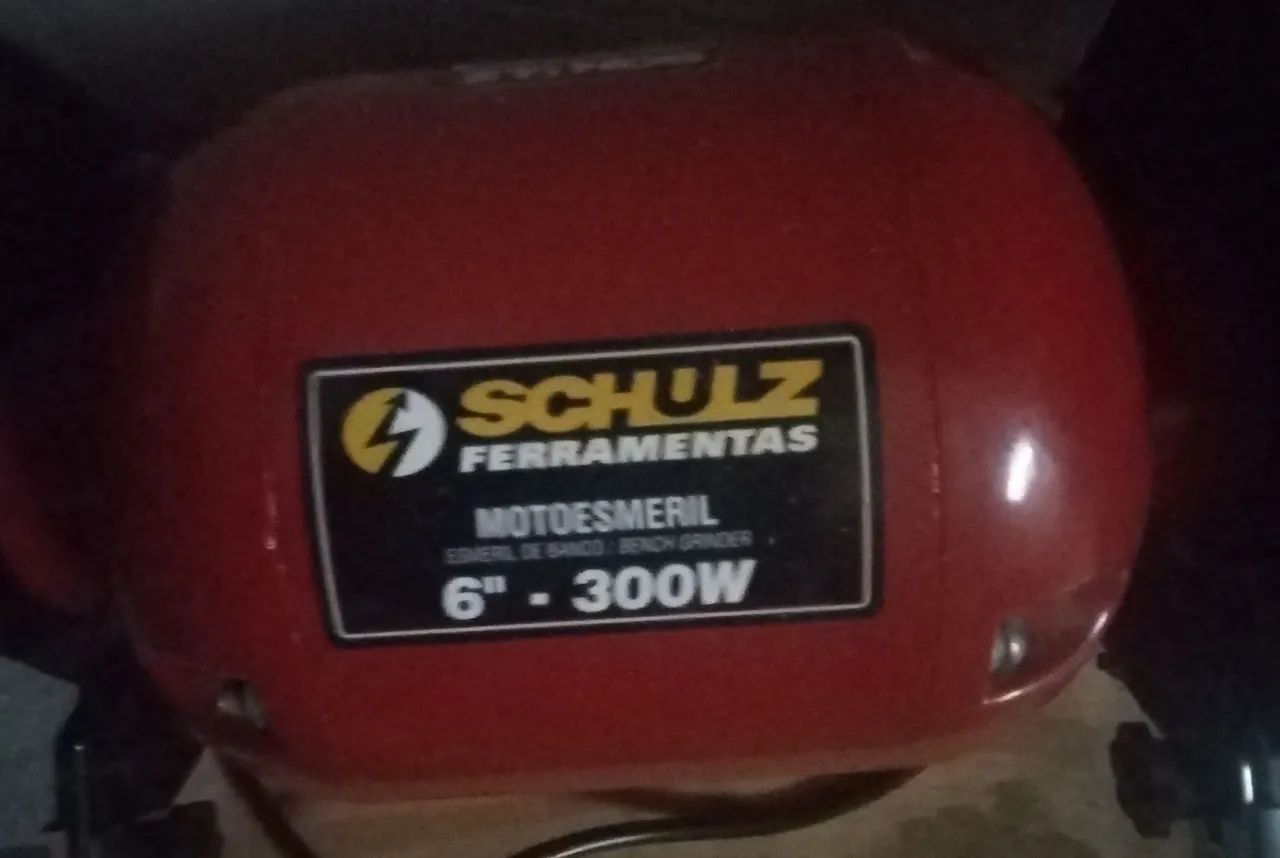 SCHULZ
FERRAMENTAS
MOTOESMERIL
ESMERIL DE BANCO / BENCH GRINDER
6" - 300W